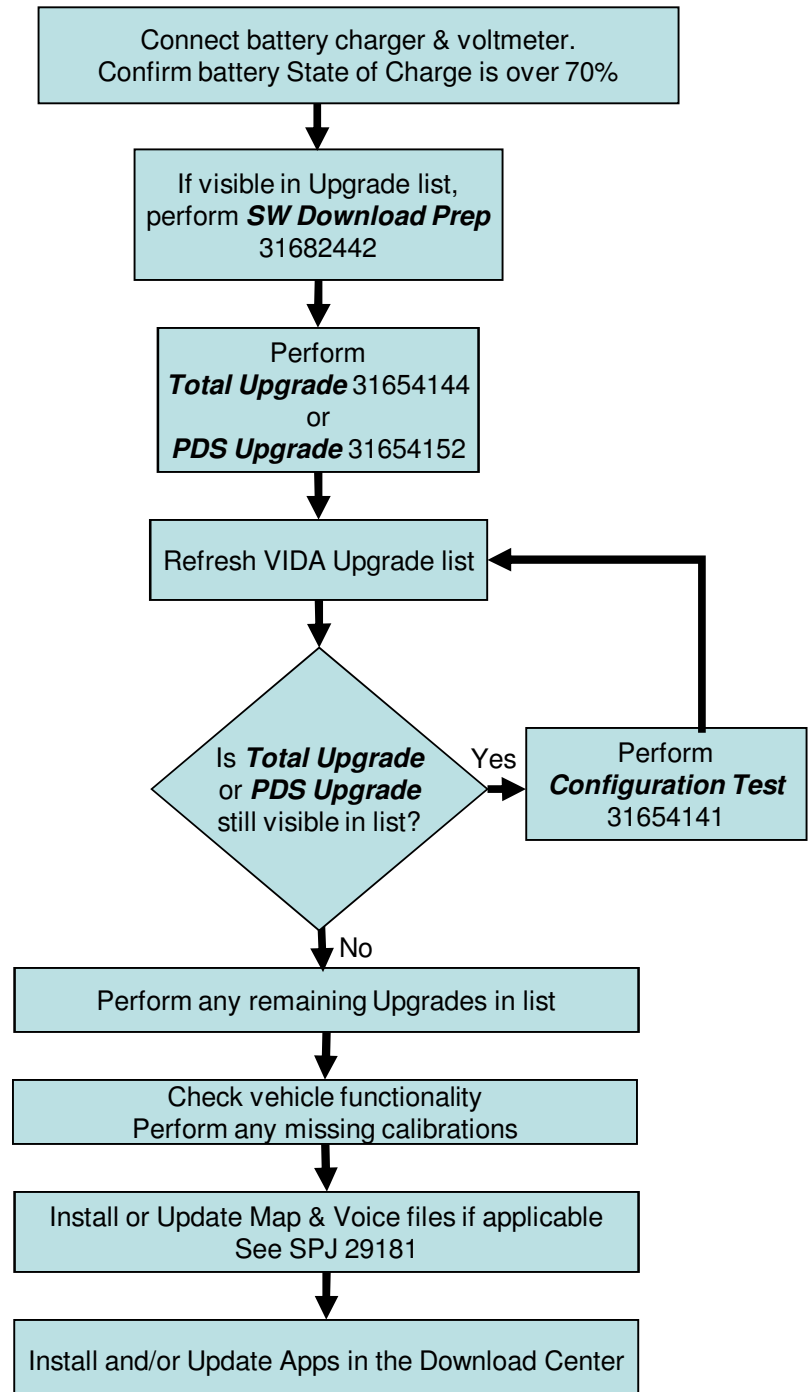 Connect battery charger & voltmeter.
Confirm battery State of Charge is over 70%
If visible in Upgrade list,
perform SW Download Prep
31682442
Perform
Total Upgrade 31654144
or
PDS Upgrade 31654152
Refresh VIDA Upgrade list
Is Total Upgrade
or PDS Upgrade
still visible in list?
Yes
Perform
Configuration Test
31654141
No
Perform any remaining Upgrades in list
Check vehicle functionality
Perform any missing calibrations
Install or Update Map & Voice files if applicable
See SPJ 29181
Install and/or Update Apps in the Download Center